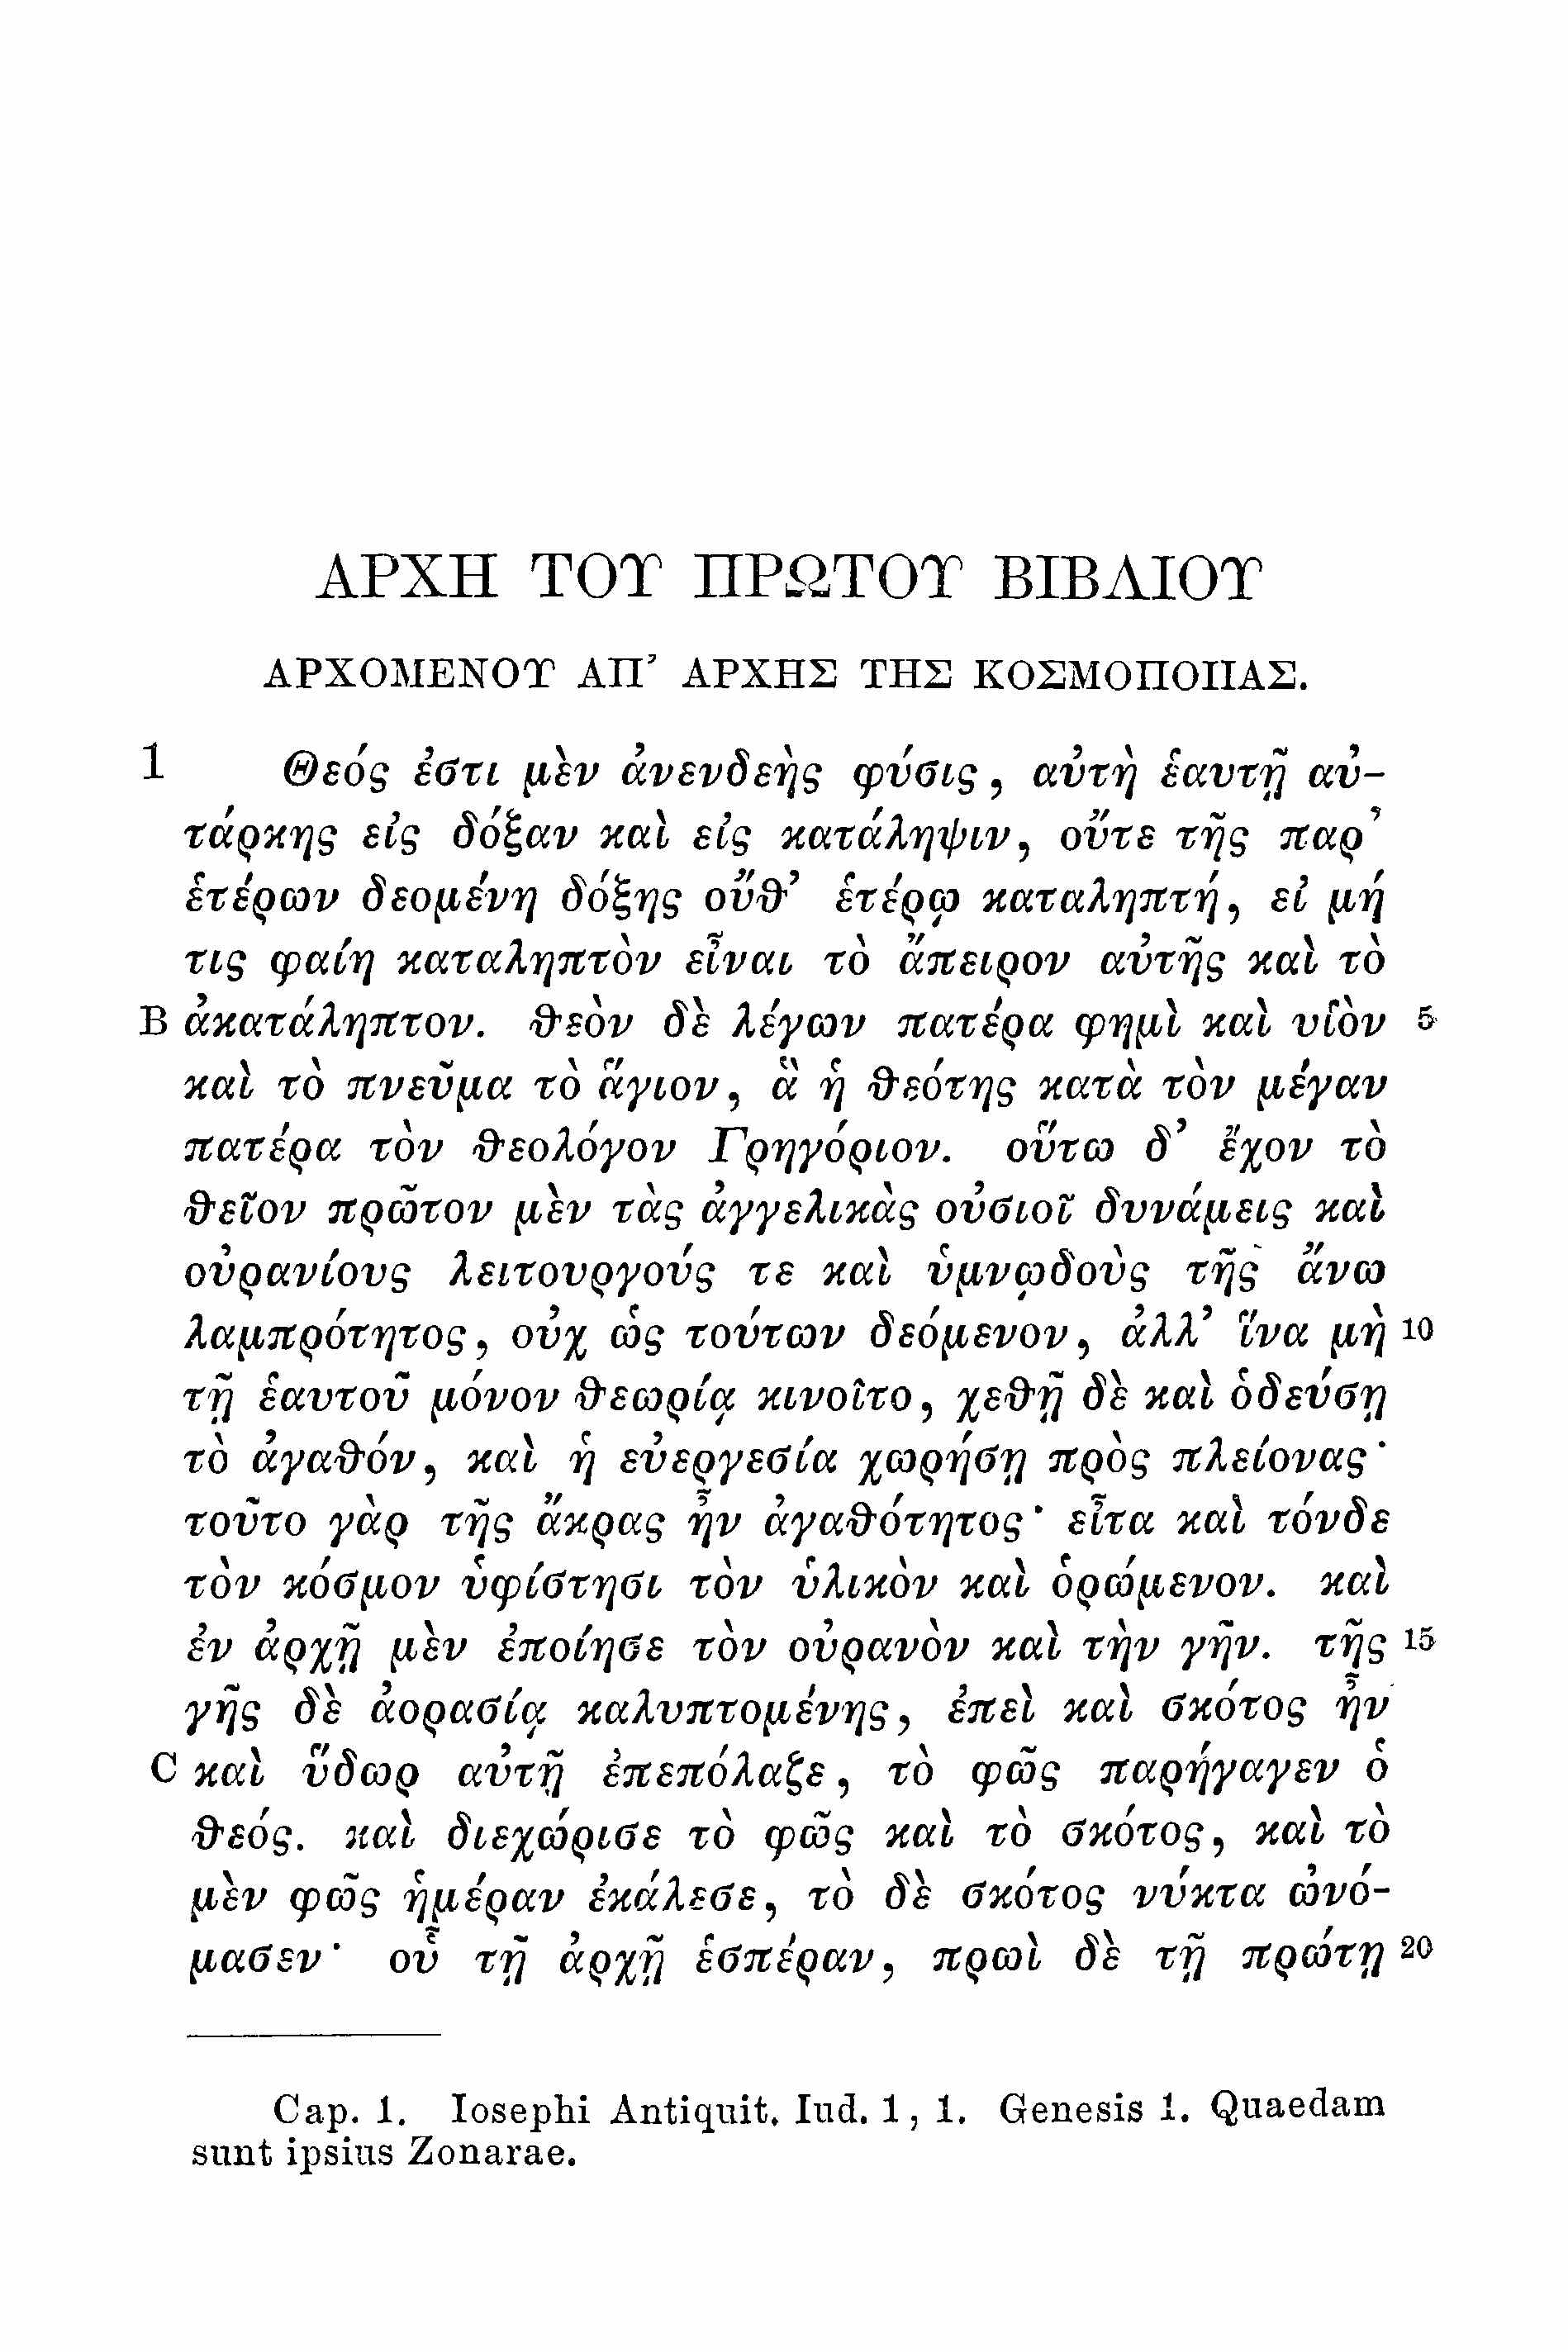 ΑΡΧΗ ΤΟΥ ΠΡΩΤΟΥ ΒΙΒΛΙΟΥ
ΑΡΧΟΜΕΝΟΥ ΑΠ’ ΑΡΧΗΣ ΤΗΣ ΚΟΣΜΟΠΟΙΙΑΣ.
1 Θεός ἐστι μὲν ἀνενδεὴς φύσις, αὐτὴ ἑαυτῇ αὐ-
τάρκης εἰς δόξαν καὶ εἰς κατάληψιν, οὔτε τῆς παρ’
ἑτέρων δεομένη δόξης οὔθ’ ἑτέρῳ καταληπτή, εἰ μή
τις φαίη καταληπτὸν εἶναι τὸ ἄπειρον αὐτῆς καὶ τὸ
B ἀκατάληπτον. θεὸν δὲ λέγων πατέρα φημὶ καὶ υἱὸν 5
καὶ τὸ πνεῦμα τὸ ἅγιον, ἃ ἡ θεότης κατὰ τὸν μέγαν
πατέρα τὸν θεολόγον Γρηγόριον. οὕτω δ’ ἔχον τὸ
θεῖον πρῶτον μὲν τὰς ἀγγελικὰς οὐσιοῖ δυνάμεις καὶ
οὐρανίους λειτουργούς τε καὶ ὑμνῳδοὺς τῆς ἄνω
λαμπρότητος, οὐχ ὡς τούτων δεόμενον, ἀλλ’ ἵνα μὴ 10
τῇ ἑαυτοῦ μόνον θεωρίᾳ κινοῖτο, χεθῇ δὲ καὶ ὁδεύσῃ
τὸ ἀγαθόν, καὶ ἡ εὐεργεσία χωρήσῃ πρὸς πλείονας·
τοῦτο γὰρ τῆς ἄκρας ἦν ἀγαθότητος· εἶτα καὶ τόνδε
τὸν κόσμον ὑφίστησι τὸν ὑλικὸν καὶ ὁρώμενον. καὶ
ἐν ἀρχῇ μὲν ἐποίησε τὸν οὐρανὸν καὶ τὴν γῆν. τῆς 15
γῆς δὲ ἀορασίᾳ καλυπτομένης, ἐπεὶ καὶ σκότος ἦν
C καὶ ὕδωρ αὐτῇ ἐπεπόλαζε, τὸ φῶς παρήγαγεν ὁ
θεός. καὶ διεχώρισε τὸ φῶς καὶ τὸ σκότος, καὶ τὸ
μὲν φῶς ἡμέραν ἐκάλεσε, τὸ δὲ σκότος νύκτα ὠνό-
μασεν· οὗ τῇ ἀρχῇ ἑσπέραν, πρωὶ δὲ τῇ πρώτῃ 20
Cap. 1. Iosephi Antiquit. Iud. 1, 1. Genesis 1. Quaedam
sunt ipsius Zonarae.